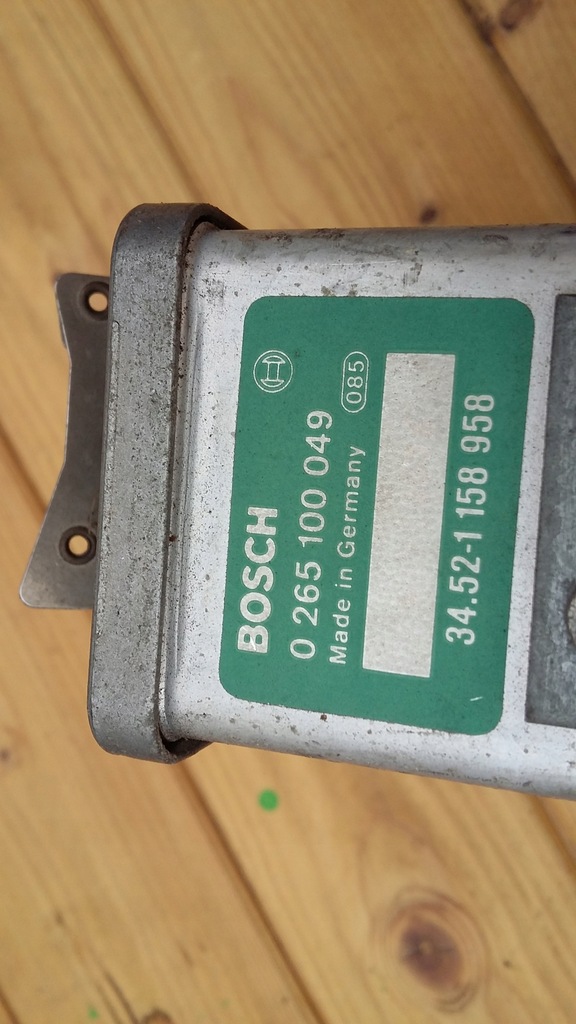 BOSCH
0 265 100 049
Made in Germany 085
34.52-1 158 958